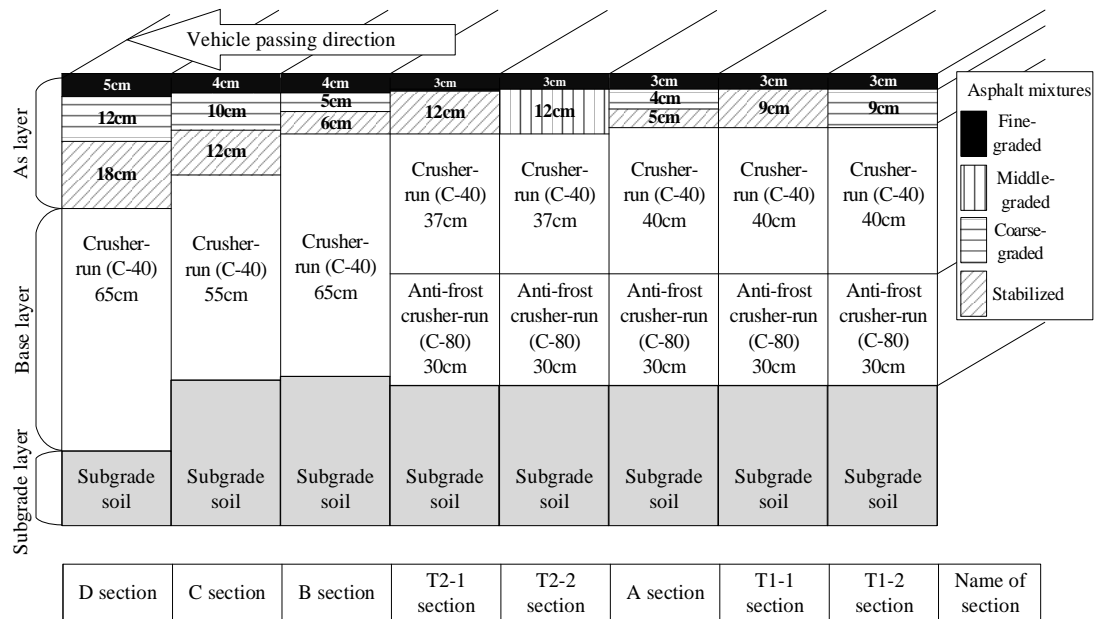 Vehicle passing direction
As layer
Base layer
Subgrade layer
5cm
12cm
18cm
Crusher-
run (C-40)
65cm
Subgrade
soil
4cm
10cm
12cm
Crusher-
run (C-40)
55cm
Subgrade
soil
4cm
5cm
6cm
Crusher-
run (C-40)
65cm
Subgrade
soil
3cm
12cm
Crusher-
run (C-40)
37cm
Anti-frost
crusher-run
(C-80)
30cm
Subgrade
soil
3cm
12cm
Crusher-
run (C-40)
37cm
Anti-frost
crusher-run
(C-80)
30cm
Subgrade
soil
3cm
4cm
5cm
Crusher-
run (C-40)
40cm
Anti-frost
crusher-run
(C-80)
30cm
Subgrade
soil
3cm
9cm
Crusher-
run (C-40)
40cm
Anti-frost
crusher-run
(C-80)
30cm
Subgrade
soil
3cm
9cm
Crusher-
run (C-40)
40cm
Anti-frost
crusher-run
(C-80)
30cm
Subgrade
soil
Asphalt mixtures
Fine-
graded
Middle-
graded
Coarse-
graded
Stabilized
D section
C section
B section
T2-1
section
T2-2
section
A section
T1-1
section
T1-2
section
Name of
section